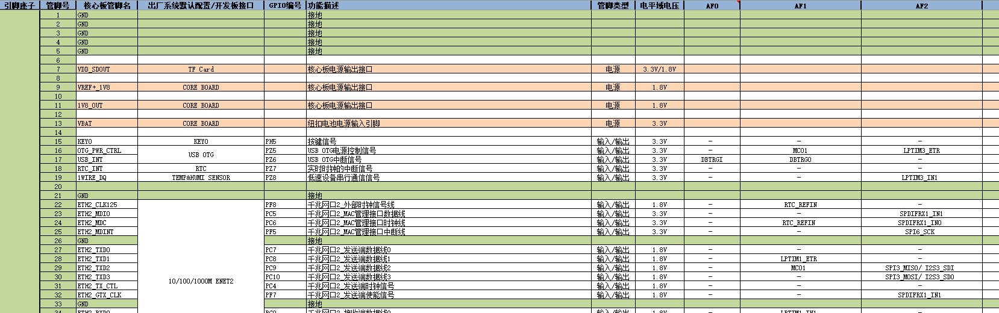 引脚座子 管脚号 核心板管脚名 出厂系统默认配置/开发板接口 GPIO编号 功能描述 管脚类型 电平域电压 AF0 AF1 AF2
1 GND 接地
2 GND 接地
3 GND 接地
4 GND 接地
5 GND 接地
6
7 VDD_SDOUT TF Card 核心板电源输出接口 电源 3.3V/1.8V
8
9 VREF+_1V8 CORE BOARD 核心板电源输出接口 电源 1.8V
10
11 1V8_OUT CORE BOARD 核心板电源输出接口 电源 1.8V
12
13 VBAT CORE BOARD 纽扣电池电源输入引脚 电源 3.3V
14
15 KEY0 KEY0 PH5 按键信号 输入/输出 3.3V - - -
16 OTG_PWR_CTRL USB OTG PZ5 USB OTG电源控制信号 输入/输出 3.3V - MCO1 LPTIM3_ETR
17 USB_INT PZ6 USB OTG中断信号 输入/输出 3.3V DBTRGI DBTRGO -
18 RTC_INT RTC PZ7 实时时钟的中断信号 输入/输出 3.3V - - -
19 1WIRE_DQ TEMP&HUMI SENSOR PZ8 低速设备串行通信信号 输入/输出 3.3V - - LPTIM3_IN1
20
21 GND 接地
22 ETH2_CLK125 PF8 千兆网口2_外部时钟信号线 输入/输出 1.8V - RTC_REFIN -
23 ETH2_MDIO PC5 千兆网口2_MAC管理接口数据线 输入/输出 3.3V - - SPDIFRX1_IN1
24 ETH2_MDC PC6 千兆网口2_MAC管理接口时钟线 输入/输出 3.3V - RTC_REFIN SPDIFRX1_IN0
25 ETH2_MDINT PF5 千兆网口2_MAC管理接口中断线 输入/输出 3.3V - - SPI6_SCK
26 GND 接地
27 ETH2_TXD0 PC7 千兆网口2_发送端数据线0 输入/输出 1.8V - - -
28 ETH2_TXD1 PC8 千兆网口2_发送端数据线1 输入/输出 1.8V - LPTIM1_ETR -
29 ETH2_TXD2 PC9 千兆网口2_发送端数据线2 输入/输出 1.8V - MCO1 SPI3_MISO/ I2S3_SDI
30 ETH2_TXD3 10/100/1000M ENET2 PC10 千兆网口2_发送端数据线3 输入/输出 1.8V - - SPI3_MOSI/ I2S3_SDO
31 ETH2_TX_CTL PC4 千兆网口2_发送端时钟信号 输入/输出 1.8V - - -
32 ETH2_GTX_CLK PF7 千兆网口2_发送端使能信号 输入/输出 1.8V - - SPDIFRX1_IN1
33 GND 接地